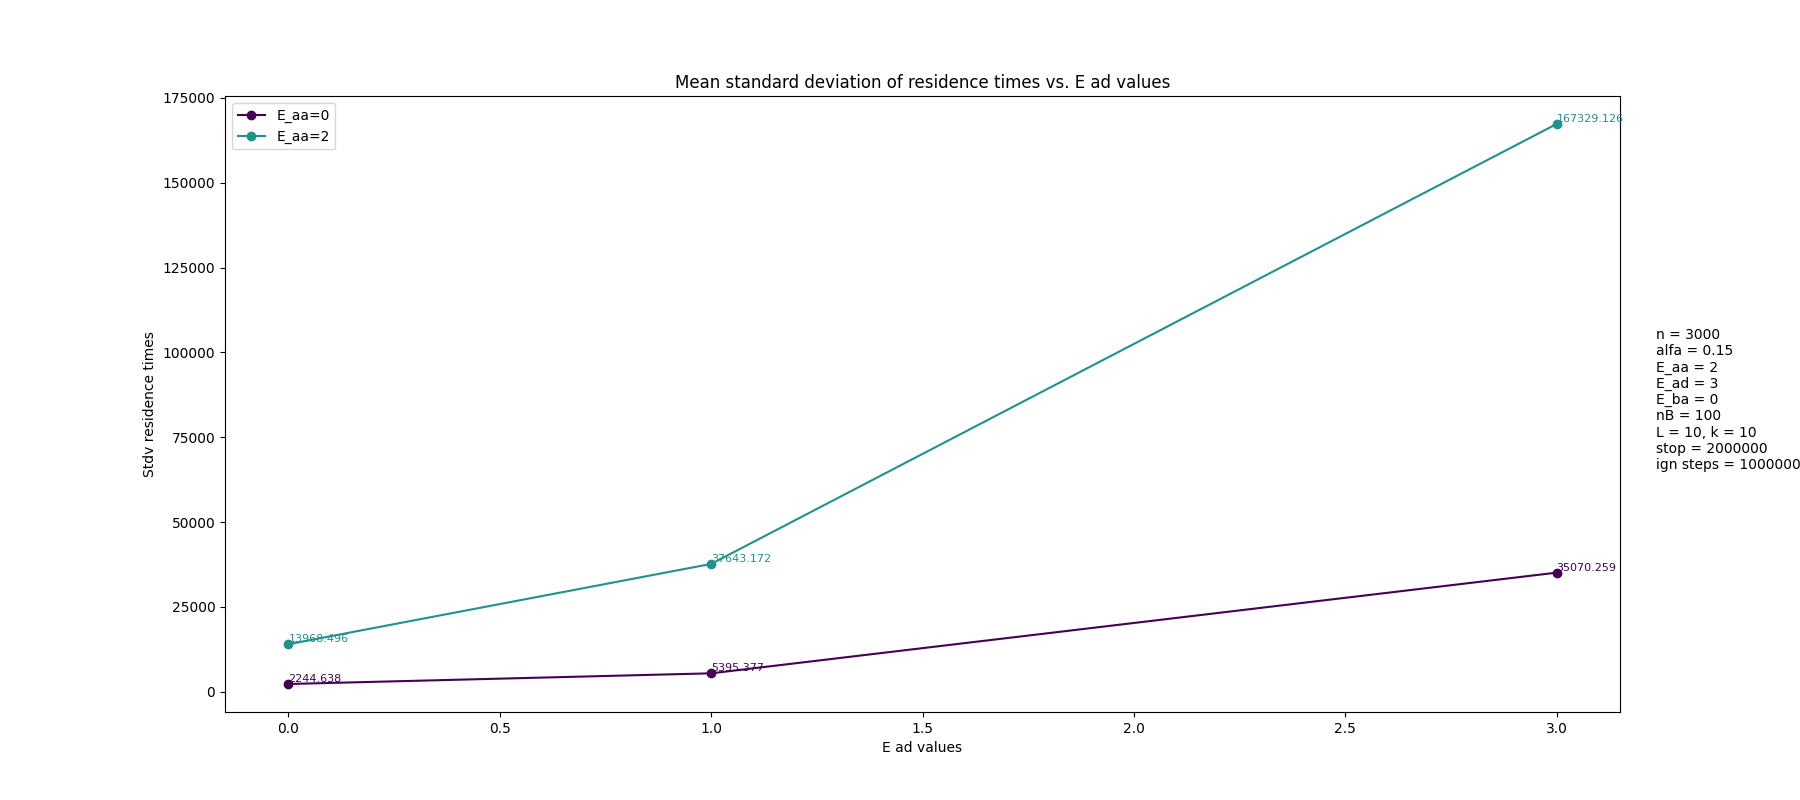 Mean standard deviation of residence times vs. E ad values
175000
150000
125000
100000
75000
50000
25000
0
Stdv residence times
E_aa=0
E_aa=2
167329.126
37643.172
35070.259
13968.496
5395.377
2244.638
0.0
0.5
1.0
1.5
2.0
2.5
3.0
E ad values
n = 3000
alfa = 0.15
E_aa = 2
E_ad = 3
E_ba = 0
nB = 100
L = 10, k = 10
stop = 2000000
ign steps = 1000000